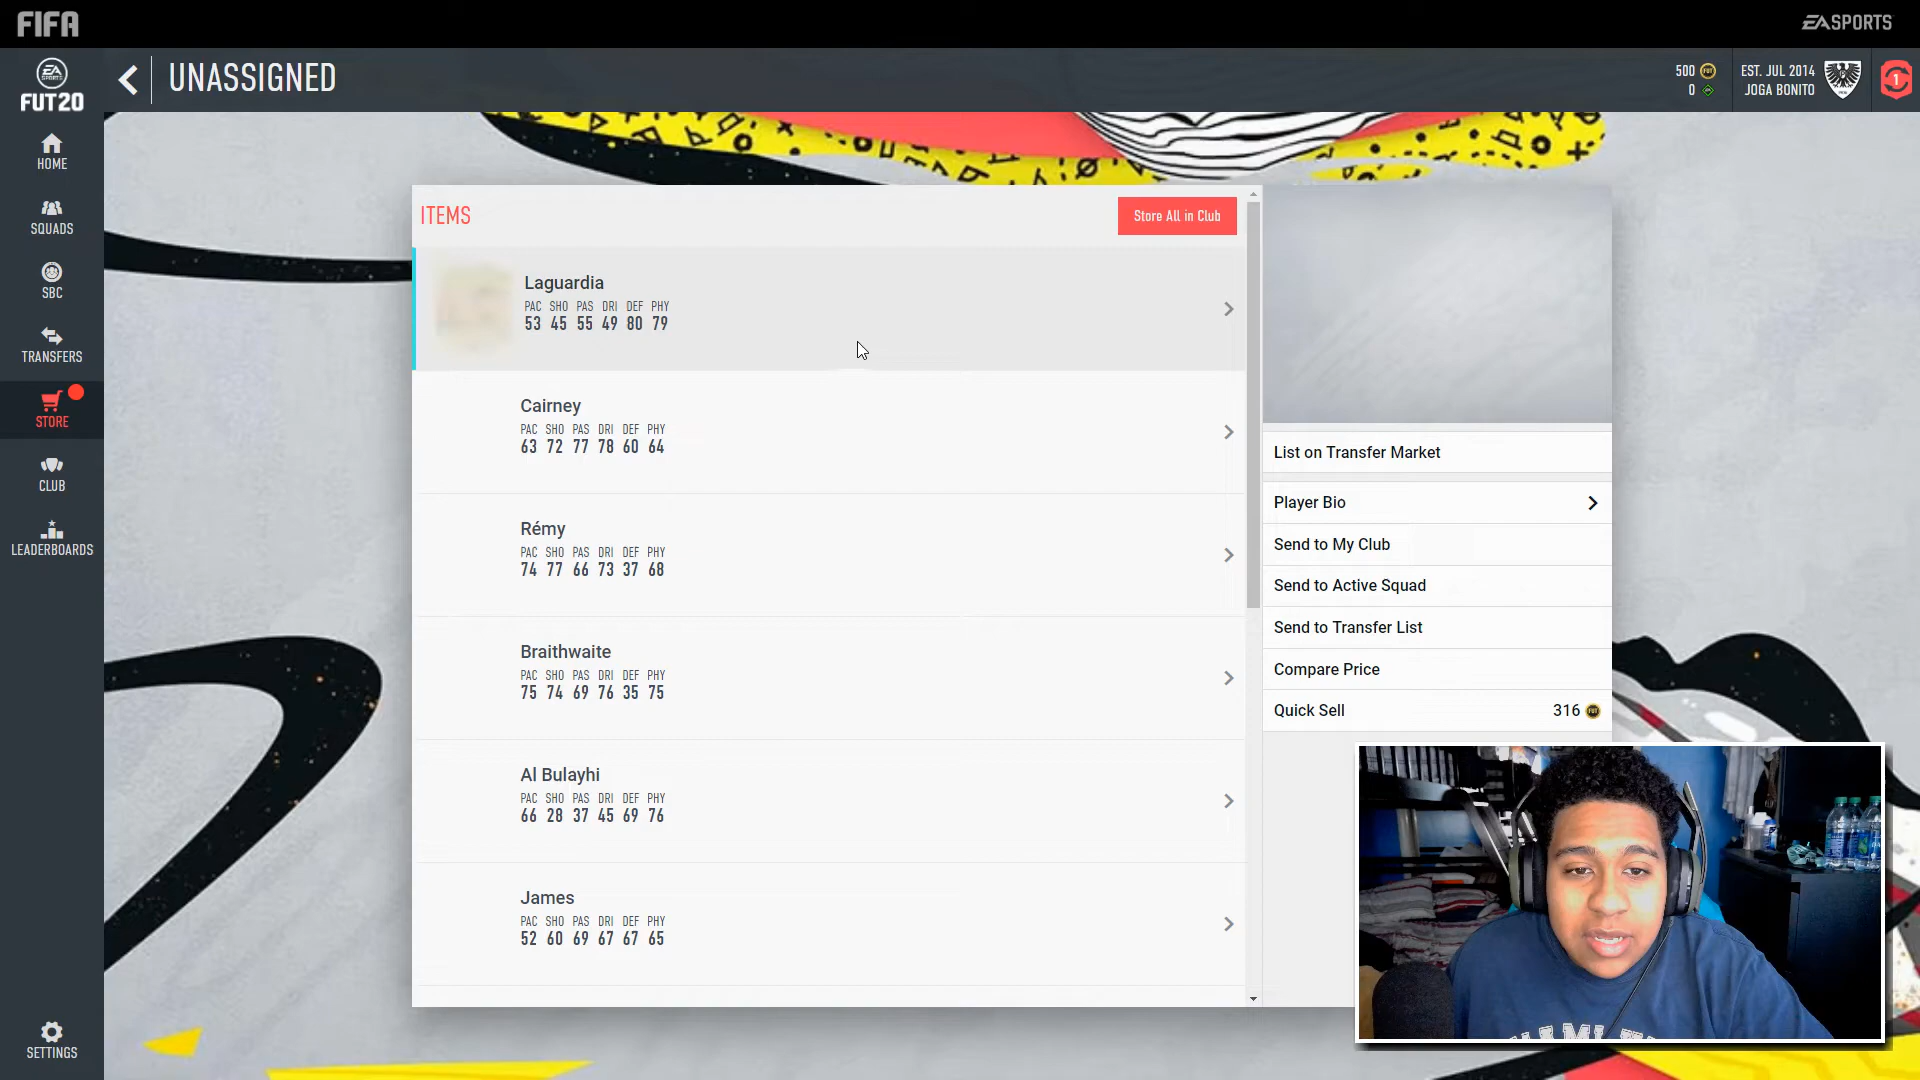 FIFA
EA SPORTS
EA SPORTS
FUT20
UNASSIGNED
500 FUT
0
EST. JUL 2014
JOGA BONITO
1
HOME
SQUADS
SBC
TRANSFERS
STORE
CLUB
LEADERBOARDS
SETTINGS
ITEMS
Store All in Club
Laguardia
PAC SHO PAS DRI DEF PHY
53 45 55 49 80 79
Cairney
PAC SHO PAS DRI DEF PHY
63 72 77 78 60 64
Rémy
PAC SHO PAS DRI DEF PHY
74 77 66 73 37 68
Braithwaite
PAC SHO PAS DRI DEF PHY
75 74 69 76 35 75
Al Bulayhi
PAC SHO PAS DRI DEF PHY
66 28 37 45 69 76
James
PAC SHO PAS DRI DEF PHY
52 60 69 67 67 65
List on Transfer Market
Player Bio
Send to My Club
Send to Active Squad
Send to Transfer List
Compare Price
Quick Sell 316 FUT